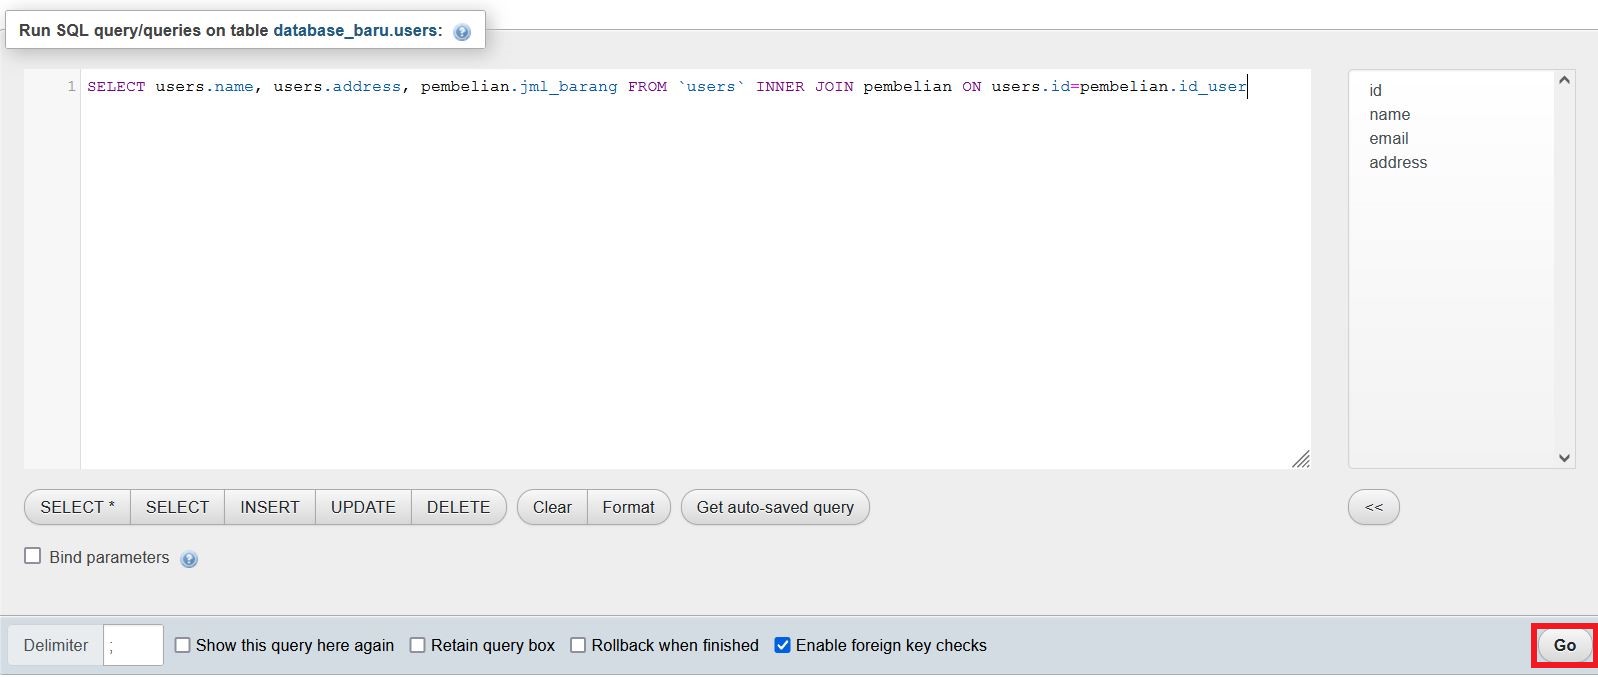 Run SQL query/queries on table database_baru.users:
1 SELECT users.name, users.address, pembelian.jml_barang FROM `users` INNER JOIN pembelian ON users.id=pembelian.id_user
id
name
email
address
SELECT * SELECT INSERT UPDATE DELETE Clear Format Get auto-saved query <<
Bind parameters
Delimiter ; Show this query here again Retain query box Rollback when finished Enable foreign key checks Go